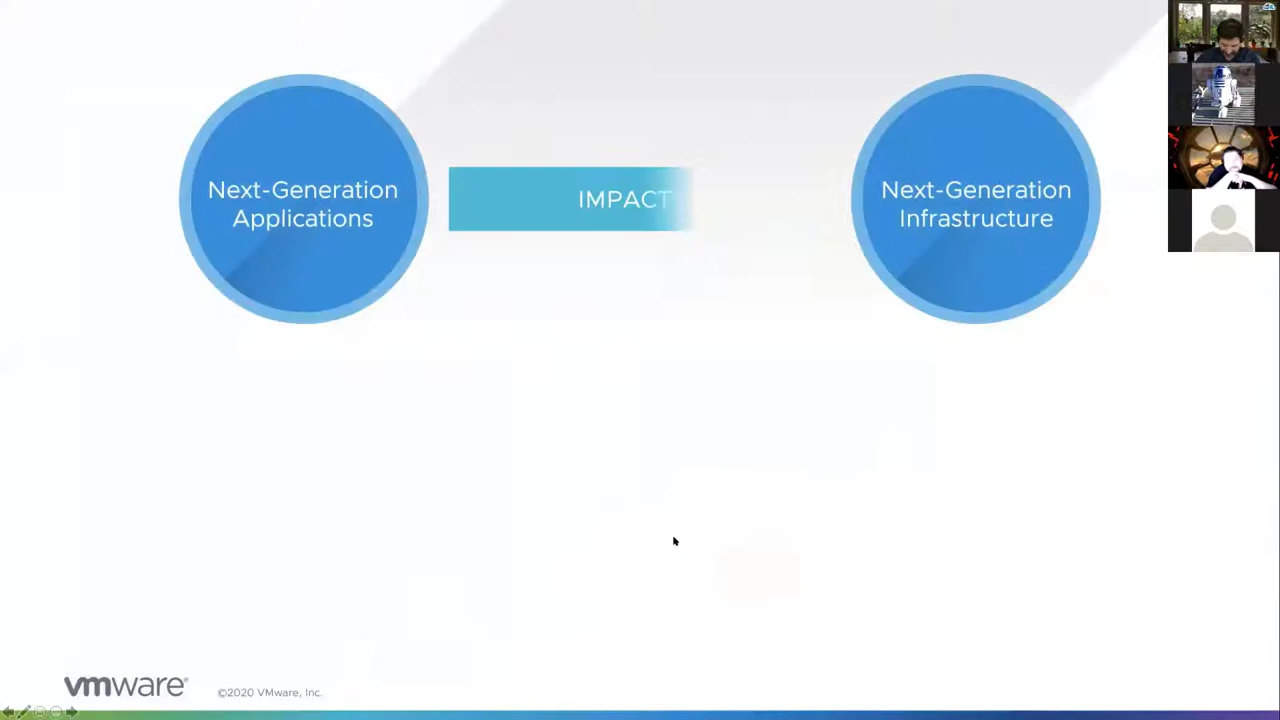 Next-Generation
Applications
IMPACT
Next-Generation
Infrastructure
vmware®
©2020 VMware, Inc.